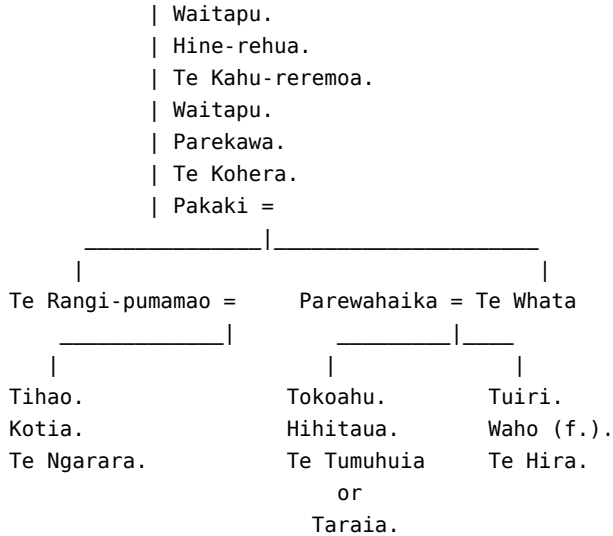 | Waitapu.
| Hine-rehua.
| Te Kahu-reremoa.
| Waitapu.
| Parekawa.
| Te Kohera.
| Pakaki =
Te Rangi-pumamao = Parewahaika = Te Whata
Tihao. Tokoahu. Tuiri.
Kotia. Hihitaua. Waho (f.).
Te Ngarara. Te Tumuhuia Te Hira.
or
Taraia.